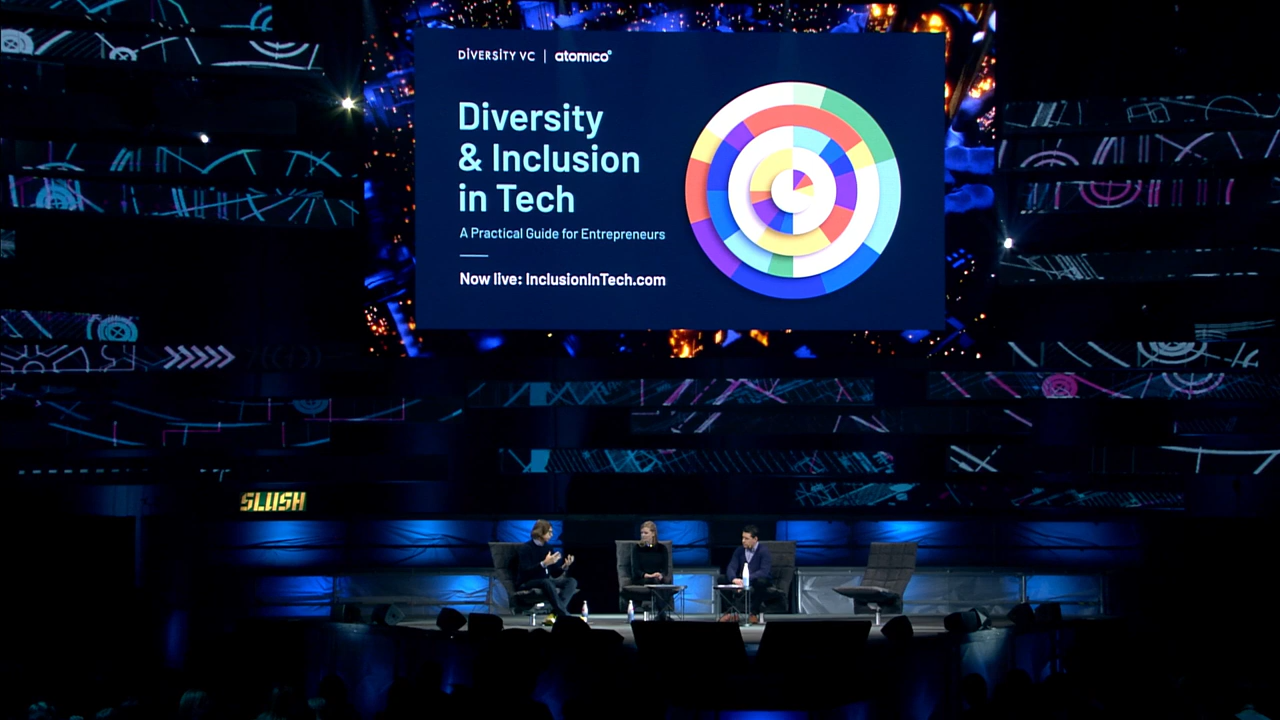 DiVERSiTY VC | atomico
Diversity
& Inclusion
in Tech
A Practical Guide for Entrepreneurs
Now live: InclusionInTech.com
SLUSH